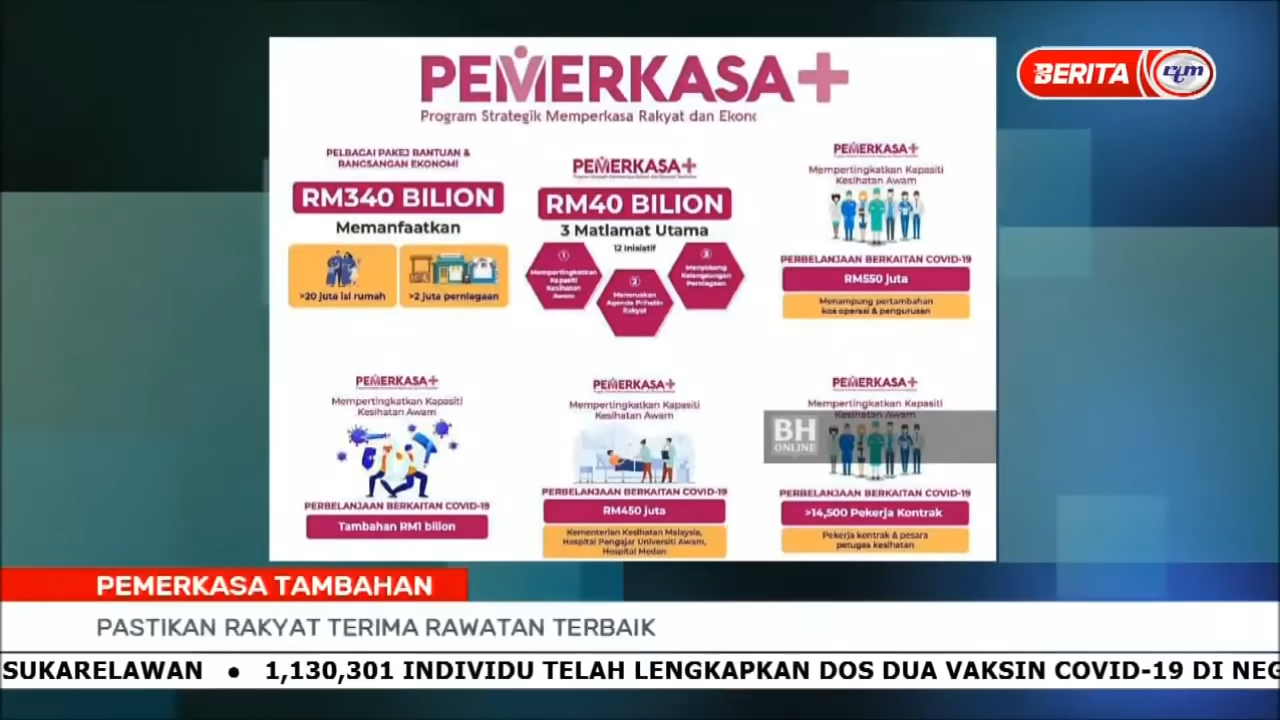 PEMERKASA+
Program Strategik Memperkasa Rakyat dan Ekono
BERITA rtm
PELBAGAI PAKEJ BANTUAN &
RANGSANGAN EKONOMI
RM340 BILION
Memanfaatkan
>20 juta isi rumah
>2 juta perniagaan
PEMERKASA+
RM40 BILION
3 Matlamat Utama
12 Inisiatif
1
Mempertingkatkan
Kapasiti
Kesihatan
Awam
2
Meneruskan
Agenda Prihatin
Rakyat
3
Menyokong
Kelangsungan
Perniagaan
PEMERKASA+
Mempertingkatkan Kapasiti
Kesihatan Awam
PERBELANJAAN BERKAITAN COVID-19
RM550 juta
Menampung pertambahan
kos operasi & pengurusan
PEMERKASA+
Mempertingkatkan Kapasiti
Kesihatan Awam
PERBELANJAAN BERKAITAN COVID-19
Tambahan RM1 bilion
PEMERKASA+
Mempertingkatkan Kapasiti
Kesihatan Awam
PERBELANJAAN BERKAITAN COVID-19
RM450 juta
Kementerian Kesihatan Malaysia,
Hospital Pengajar Universiti Awam,
Hospital Medan
PEMERKASA+
Mempertingkatkan Kapasiti
Kesihatan Awam
BH
ONLINE
PERBELANJAAN BERKAITAN COVID-19
>14,500 Pekerja Kontrak
Pekerja kontrak & pesara
petugas kesihatan
PEMERKASA TAMBAHAN
PASTIKAN RAKYAT TERIMA RAWATAN TERBAIK
SUKARELAWAN ● 1,130,301 INDIVIDU TELAH LENGKAPKAN DOS DUA VAKSIN COVID-19 DI NEG